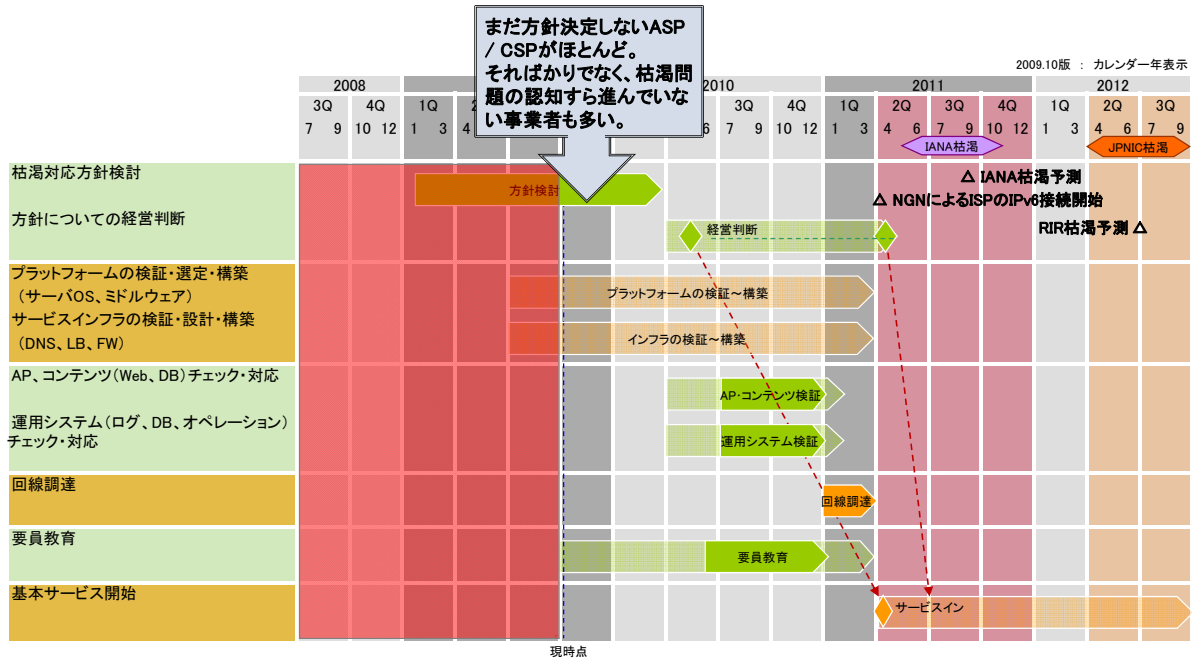 まだ方針決定しないASP
/ CSPがほとんど。
そればかりでなく、枯渇問
題の認知すら進んでいな
い事業者も多い。
2009.10版 ： カレンダー年表示
2008 2010 2011 2012
3Q 4Q 1Q 3Q 4Q 1Q 2Q 3Q 4Q 1Q 2Q 3Q
7 9 10 12 1 3 4 6 7 9 10 12 1 3 4 6 7 9 10 12 1 3 4 6 7 9
IANA枯渇 JPNIC枯渇
枯渇対応方針検討
方針検討
△ IANA枯渇予測
△ NGNによるISPのIPv6接続開始
方針についての経営判断
経営判断
RIR枯渇予測 △
プラットフォームの検証・選定・構築
（サーバOS、ミドルウェア）
プラットフォームの検証～構築
サービスインフラの検証・設計・構築
（DNS、LB、FW）
インフラの検証～構築
AP、コンテンツ（Web、DB）チェック・対応
AP・コンテンツ検証
運用システム（ログ、DB、オペレーション）
チェック・対応
運用システム検証
回線調達
回線調達
要員教育
要員教育
基本サービス開始
サービスイン
現時点